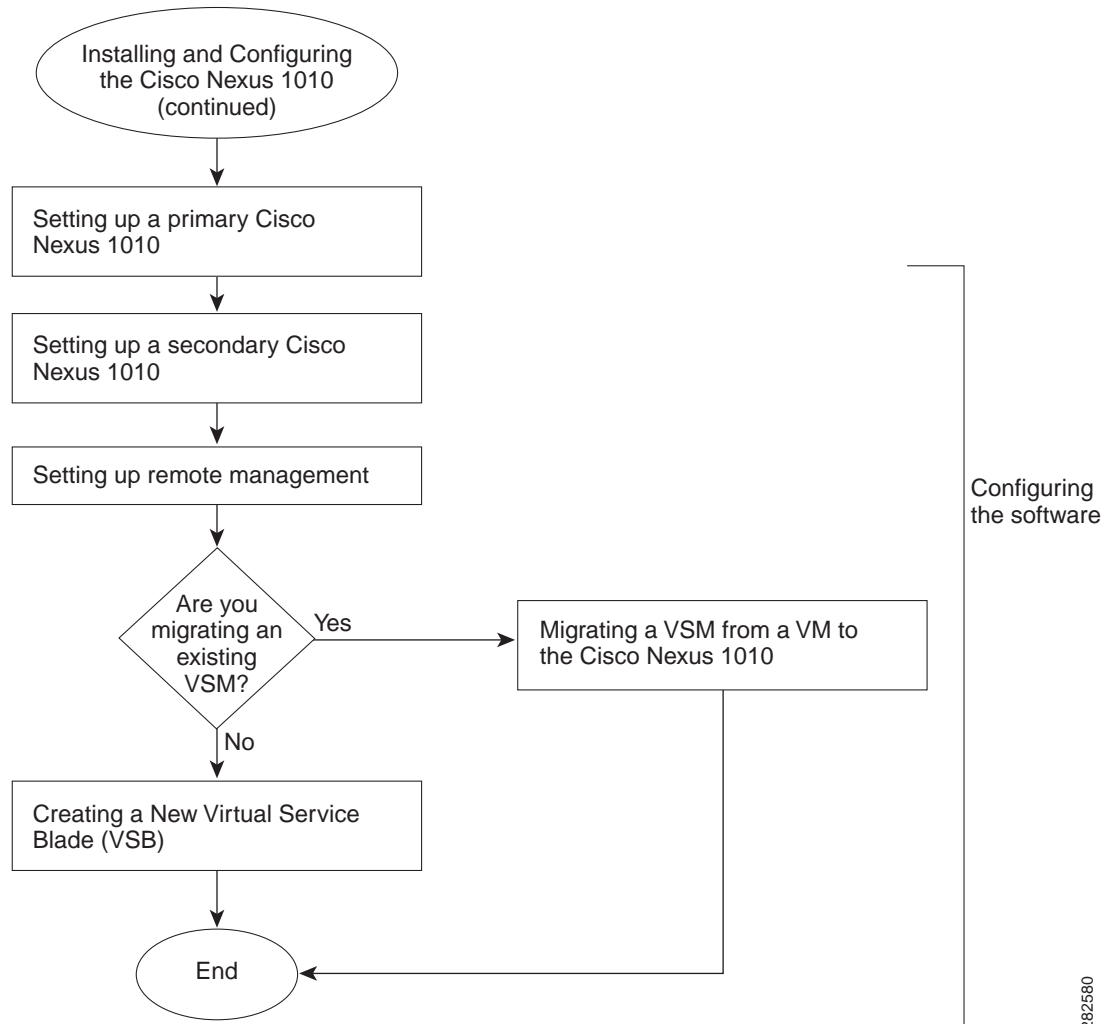 Installing and Configuring
the Cisco Nexus 1010
(continued)
Setting up a primary Cisco
Nexus 1010
Setting up a secondary Cisco
Nexus 1010
Setting up remote management
Are you
migrating an
existing
VSM?
Yes
Migrating a VSM from a VM to
the Cisco Nexus 1010
No
Creating a New Virtual Service
Blade (VSB)
End
Configuring
the software
282580